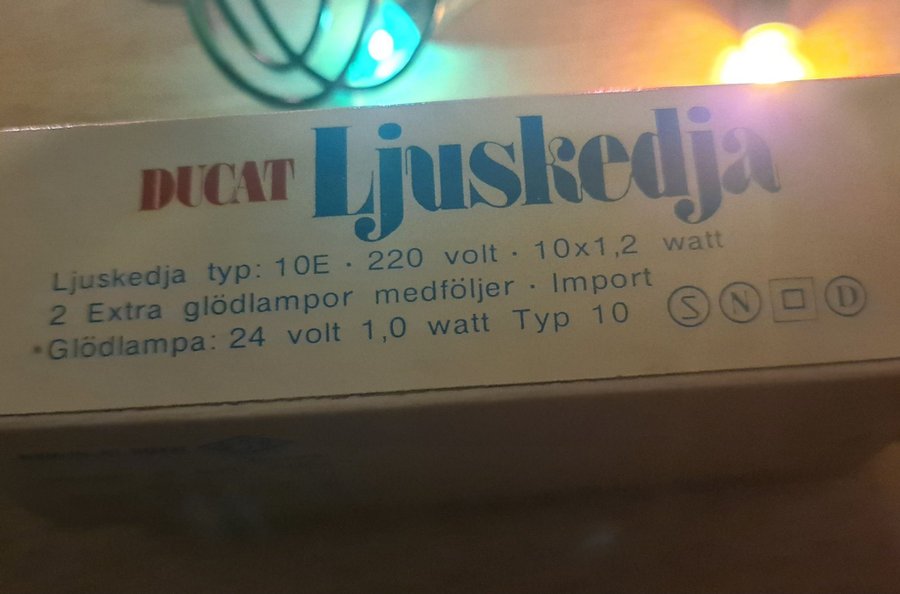 DUCAT Ljuskedja
Ljuskedja typ: 10E · 220 volt · 10x1,2 watt
2 Extra glödlampor medföljer · Import
•Glödlampa: 24 volt 1,0 watt Typ 10
S N D